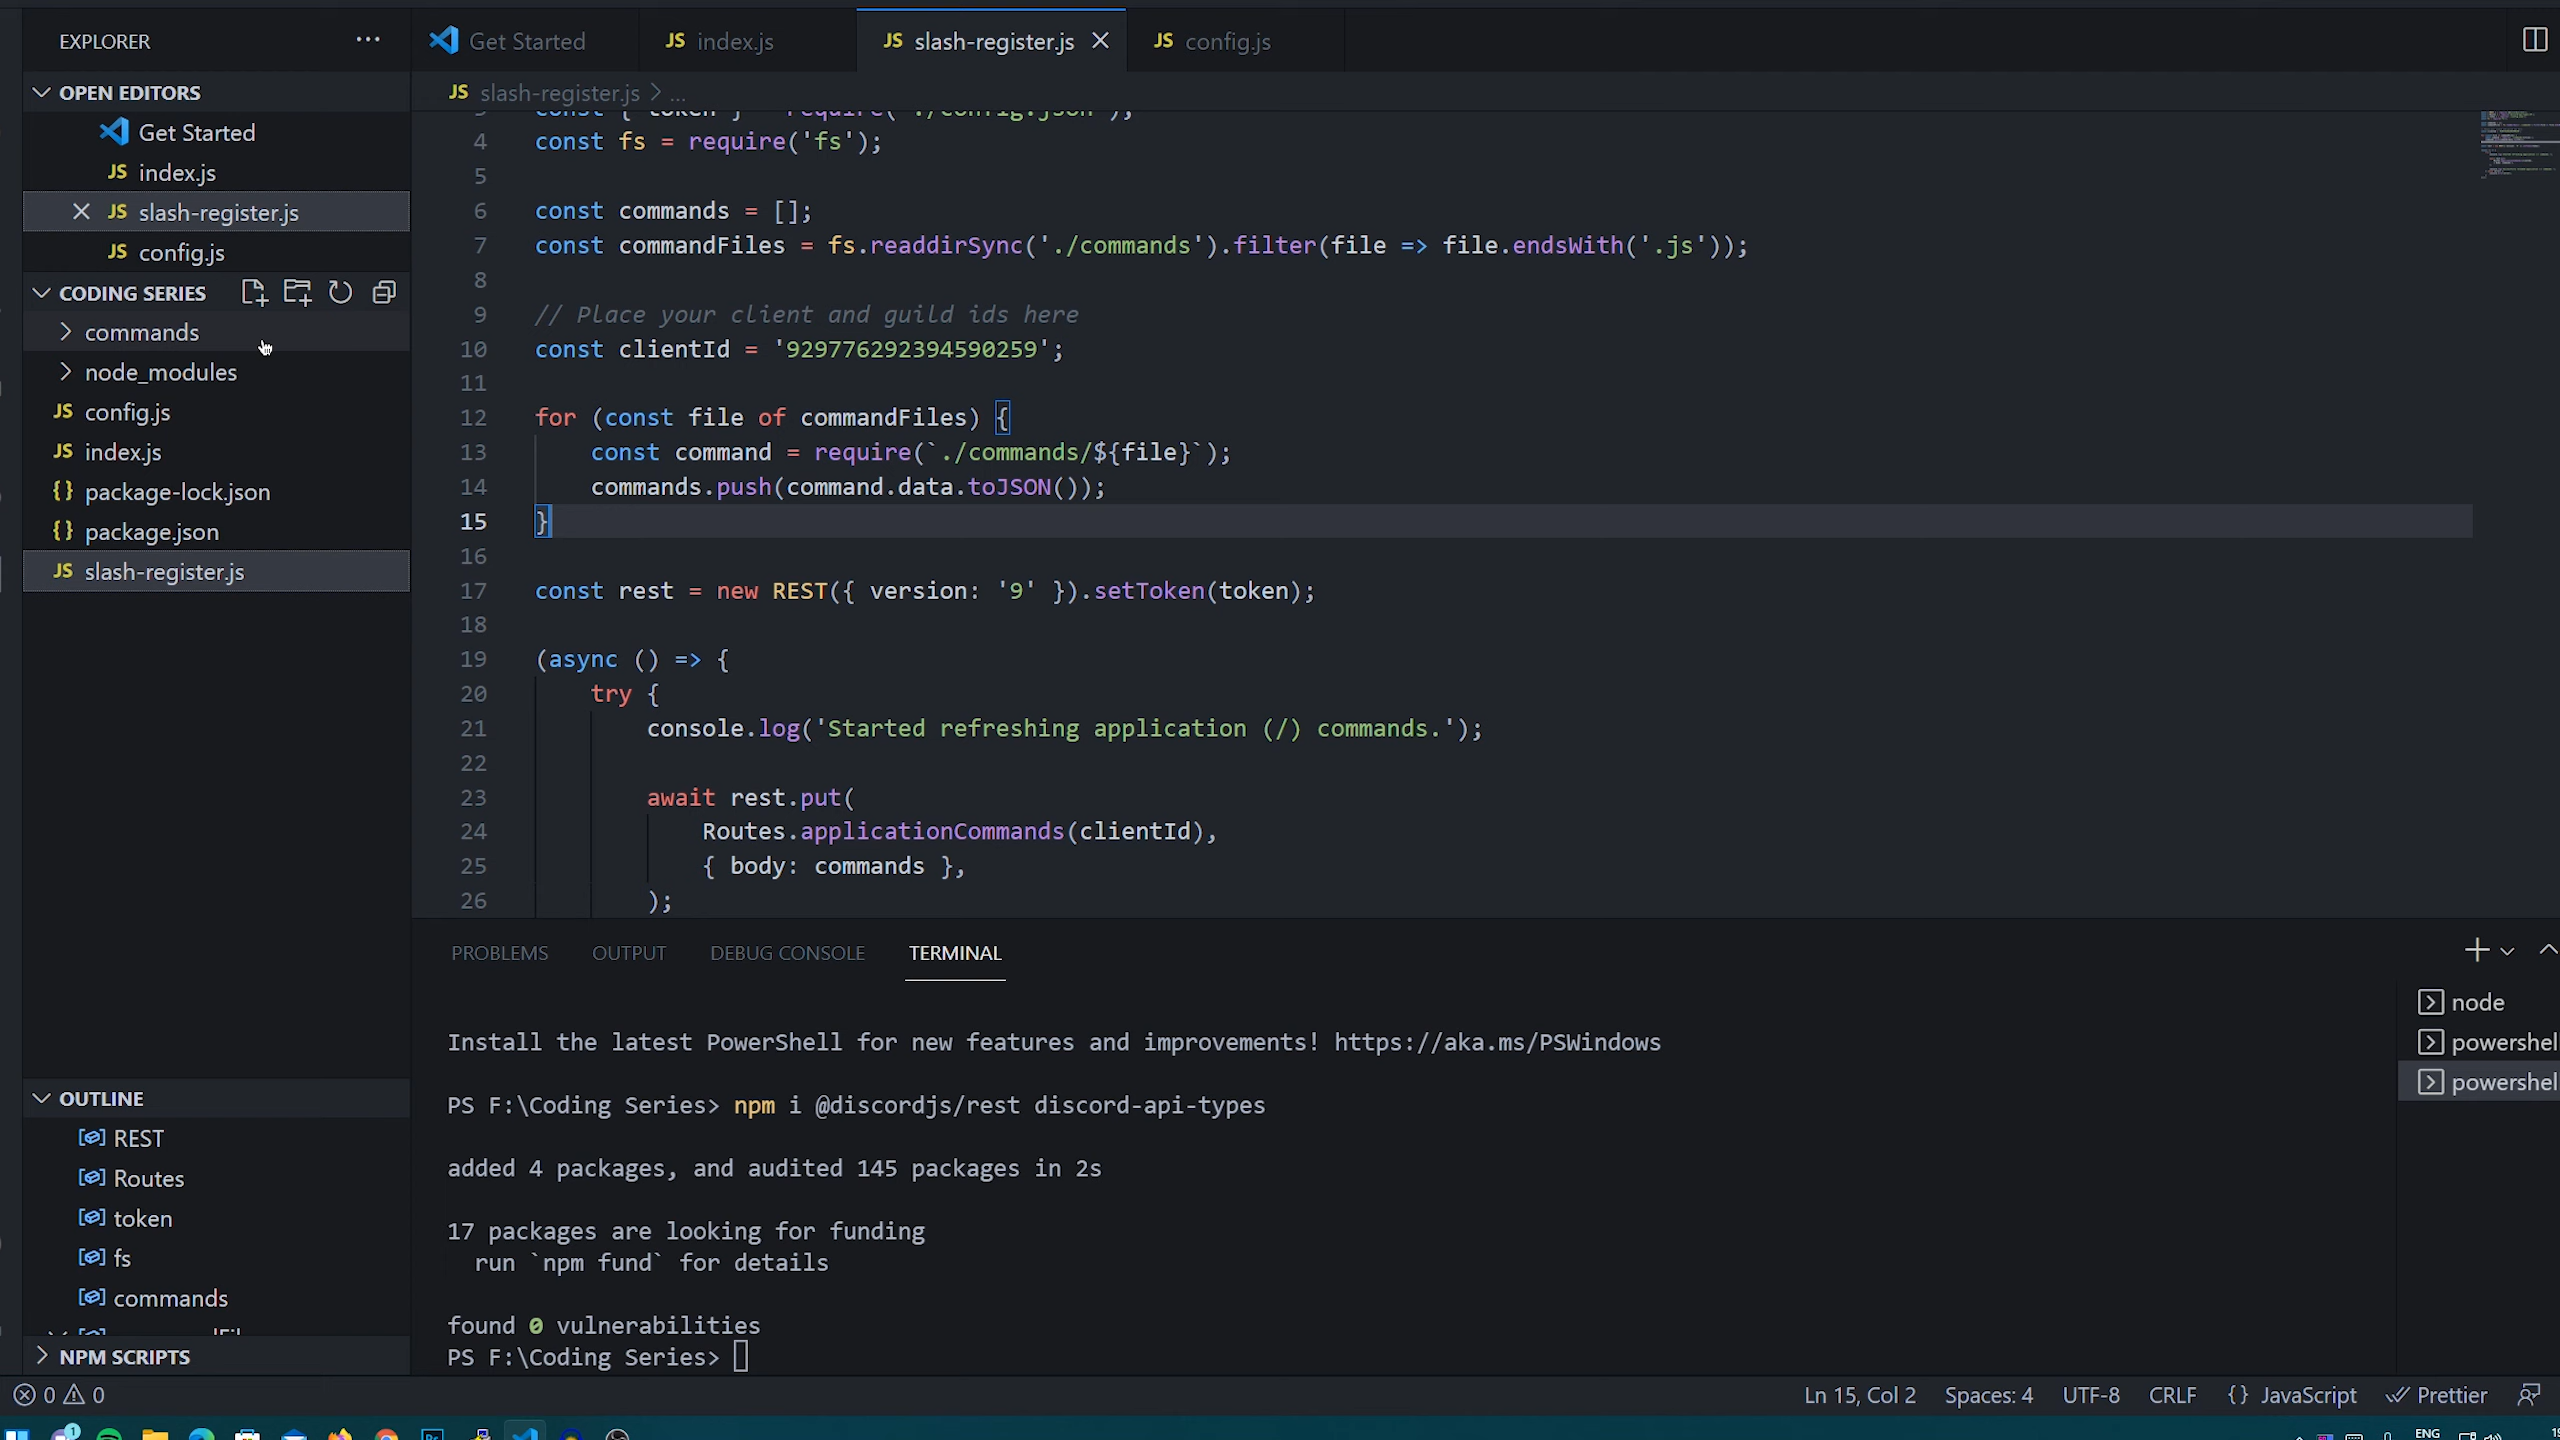 EXPLORER
OPEN EDITORS
Get Started
JS index.js
JS slash-register.js
JS config.js
CODING SERIES
commands
node_modules
JS config.js
JS index.js
{} package-lock.json
{} package.json
JS slash-register.js
OUTLINE
REST
Routes
token
fs
commands
NPM SCRIPTS
Get Started
JS index.js
JS slash-register.js
JS config.js
JS slash-register.js > ...
const { token } = require('./config.json');
4 const fs = require('fs');
5
6 const commands = [];
7 const commandFiles = fs.readdirSync('./commands').filter(file => file.endsWith('.js'));
8
9 // Place your client and guild ids here
10 const clientId = '929776292394590259';
11
12 for (const file of commandFiles) {
13 const command = require(`./commands/${file}`);
14 commands.push(command.data.toJSON());
15 }
16
17 const rest = new REST({ version: '9' }).setToken(token);
18
19 (async () => {
20 try {
21 console.log('Started refreshing application (/) commands.');
22
23 await rest.put(
24 Routes.applicationCommands(clientId),
25 { body: commands },
26 );
PROBLEMS OUTPUT DEBUG CONSOLE TERMINAL
Install the latest PowerShell for new features and improvements! https://aka.ms/PSWindows
PS F:\Coding Series> npm i @discordjs/rest discord-api-types
added 4 packages, and audited 145 packages in 2s
17 packages are looking for funding
run `npm fund` for details
found 0 vulnerabilities
PS F:\Coding Series>
node
powershell
powershell
0 0
Ln 15, Col 2 Spaces: 4 UTF-8 CRLF {} JavaScript Prettier
1
ENG